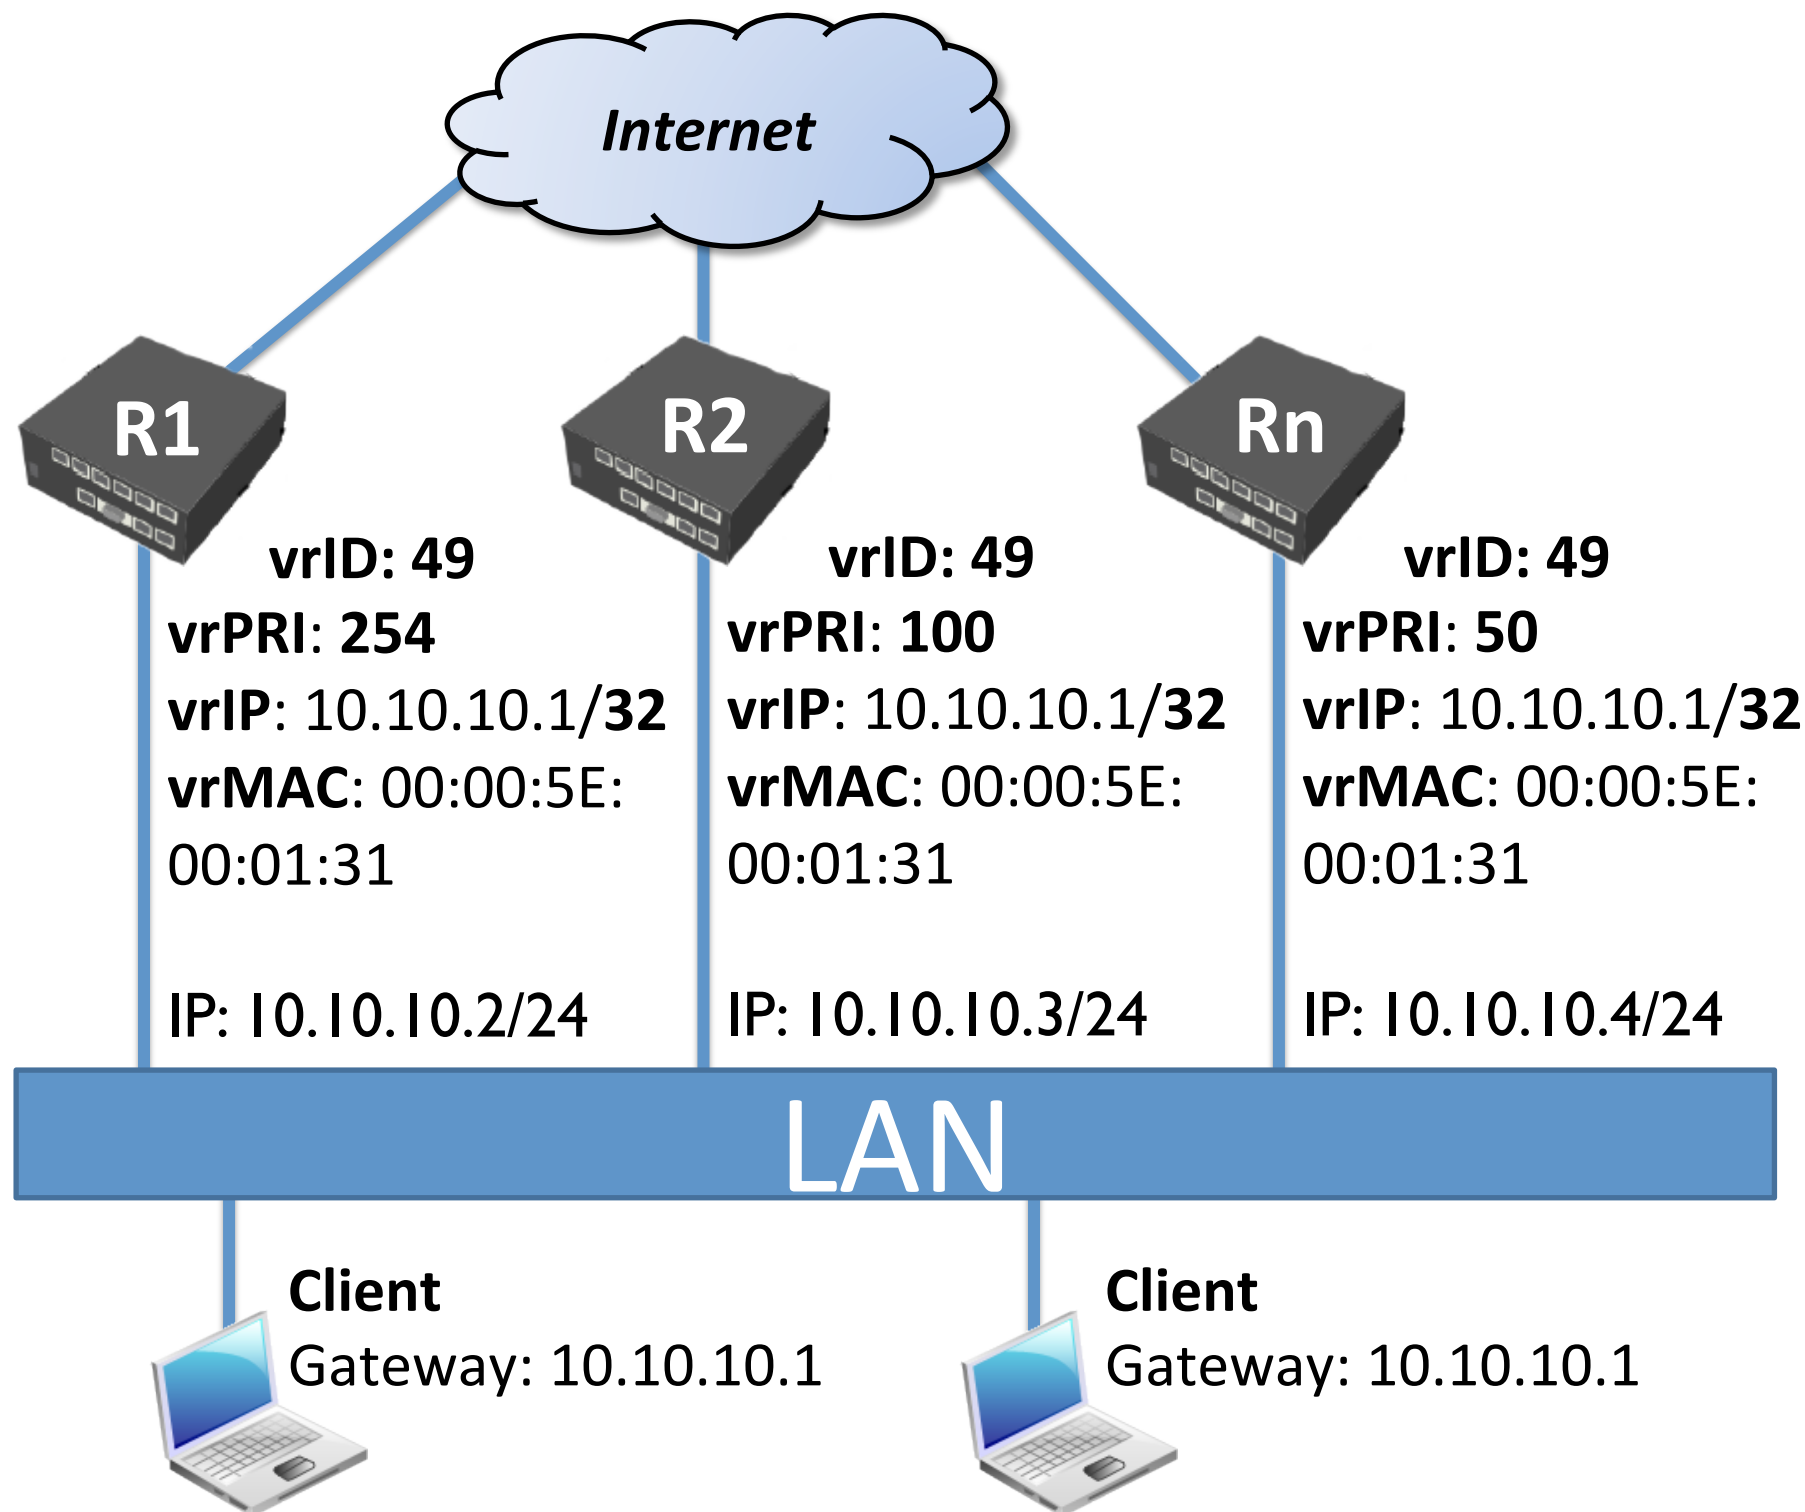 Internet
R1
R2
Rn
vrID: 49
vrPRI: 254
vrIP: 10.10.10.1/32
vrMAC: 00:00:5E:
00:01:31
IP: 10.10.10.2/24
vrID: 49
vrPRI: 100
vrIP: 10.10.10.1/32
vrMAC: 00:00:5E:
00:01:31
IP: 10.10.10.3/24
vrID: 49
vrPRI: 50
vrIP: 10.10.10.1/32
vrMAC: 00:00:5E:
00:01:31
IP: 10.10.10.4/24
LAN
Client
Gateway: 10.10.10.1
Client
Gateway: 10.10.10.1